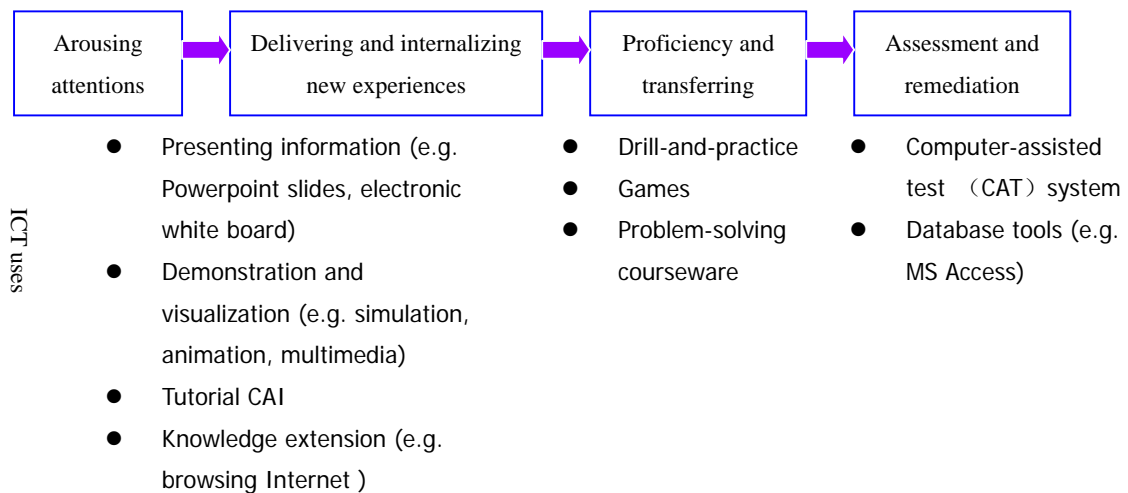 Arousing
attentions
Delivering and internalizing
new experiences
Proficiency and
transferring
Assessment and
remediation
ICT uses
● Presenting information (e.g.
Powerpoint slides, electronic
white board)
● Demonstration and
visualization (e.g. simulation,
animation, multimedia)
● Tutorial CAI
● Knowledge extension (e.g.
browsing Internet )
● Drill-and-practice
● Games
● Problem-solving
courseware
● Computer-assisted
test （CAT）system
● Database tools (e.g.
MS Access)